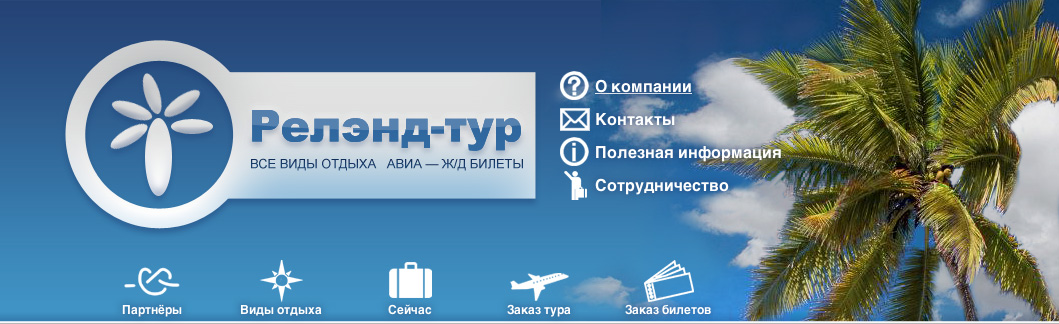 Релэнд-тур
ВСЕ ВИДЫ ОТДЫХА АВИА — Ж/Д БИЛЕТЫ
О компании
Контакты
Полезная информация
Сотрудничество
Партнёры
Виды отдыха
Сейчас
Заказ тура
Заказ билетов